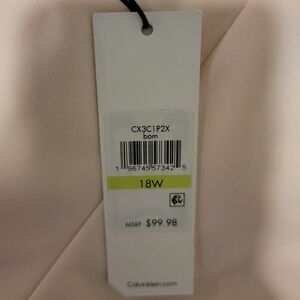 CX3C1P2X
bom
1 96745 57342 5
18W
MSRP $99.98
Calvinklein.com